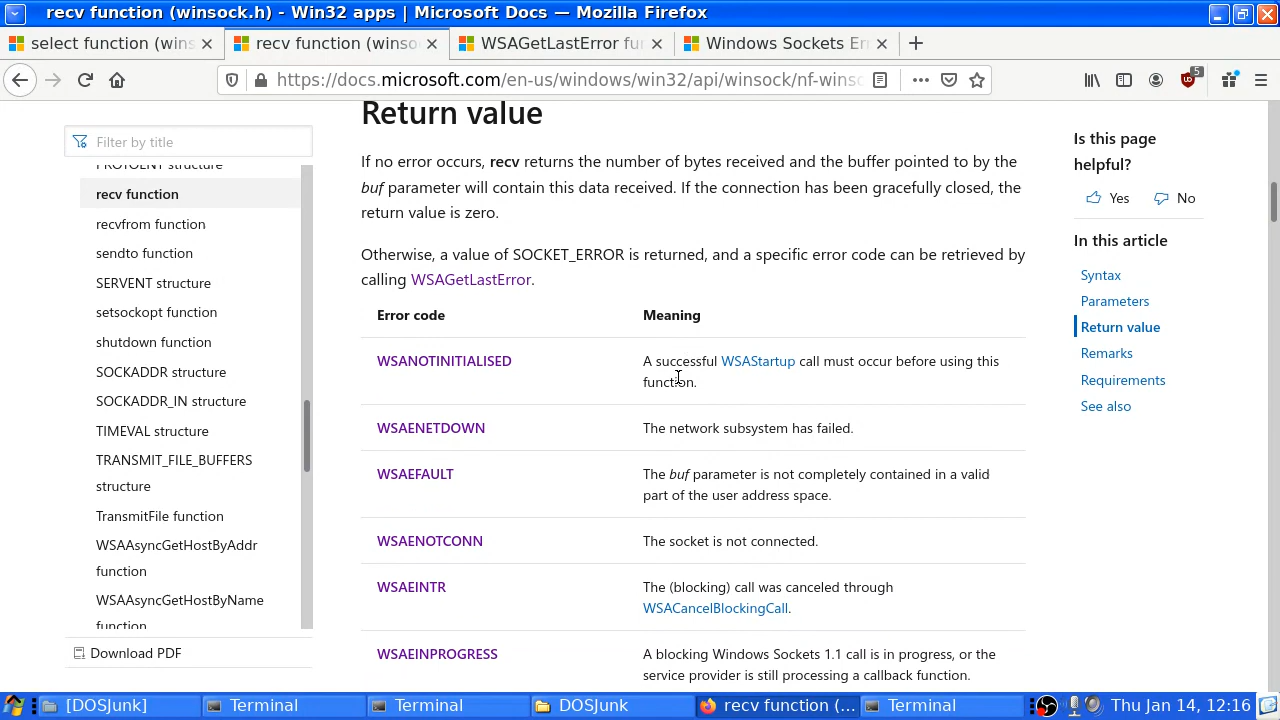 recv function (winsock.h) - Win32 apps | Microsoft Docs — Mozilla Firefox
select function (wins
recv function (winso
WSAGetLastError fu
Windows Sockets Er
https://docs.microsoft.com/en-us/windows/win32/api/winsock/nf-winso
5
Filter by title
PROTOENT structure
recv function
recvfrom function
sendto function
SERVENT structure
setsockopt function
shutdown function
SOCKADDR structure
SOCKADDR_IN structure
TIMEVAL structure
TRANSMIT_FILE_BUFFERS
structure
TransmitFile function
WSAAsyncGetHostByAddr
function
WSAAsyncGetHostByName
function
Download PDF
Return value
If no error occurs, recv returns the number of bytes received and the buffer pointed to by the
buf parameter will contain this data received. If the connection has been gracefully closed, the
return value is zero.
Otherwise, a value of SOCKET_ERROR is returned, and a specific error code can be retrieved by
calling WSAGetLastError.
Error code Meaning
WSANOTINITIALISED A successful WSAStartup call must occur before using this
function.
WSAENETDOWN The network subsystem has failed.
WSAEFAULT The buf parameter is not completely contained in a valid
part of the user address space.
WSAENOTCONN The socket is not connected.
WSAEINTR The (blocking) call was canceled through
WSACancelBlockingCall.
WSAEINPROGRESS A blocking Windows Sockets 1.1 call is in progress, or the
service provider is still processing a callback function.
Is this page
helpful?
Yes No
In this article
Syntax
Parameters
Return value
Remarks
Requirements
See also
[DOSJunk]
Terminal
Terminal
DOSJunk
recv function (...
Terminal
Thu Jan 14, 12:16